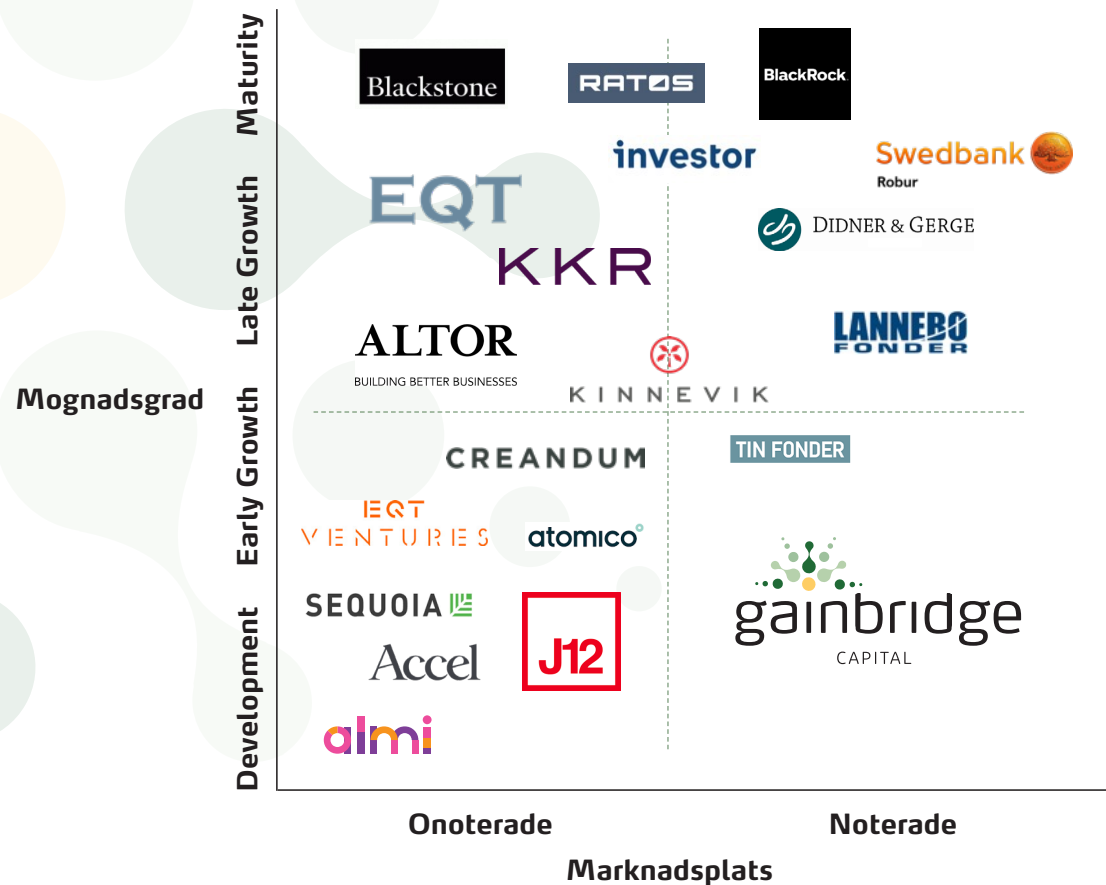 Maturity
Late Growth
Early Growth
Development
Mognadsgrad
Blackstone
RATOS
BlackRock.
investor
Swedbank
Robur
EQT
DIDNER & GERGE
KKR
ALTOR
BUILDING BETTER BUSINESSES
LANNEBO
FONDER
KINNEVIK
CREANDUM
TIN FONDER
EQT
VENTURES
atomico
SEQUOIA
J12
Accel
gainbridge
CAPITAL
almi
Onoterade
Noterade
Marknadsplats